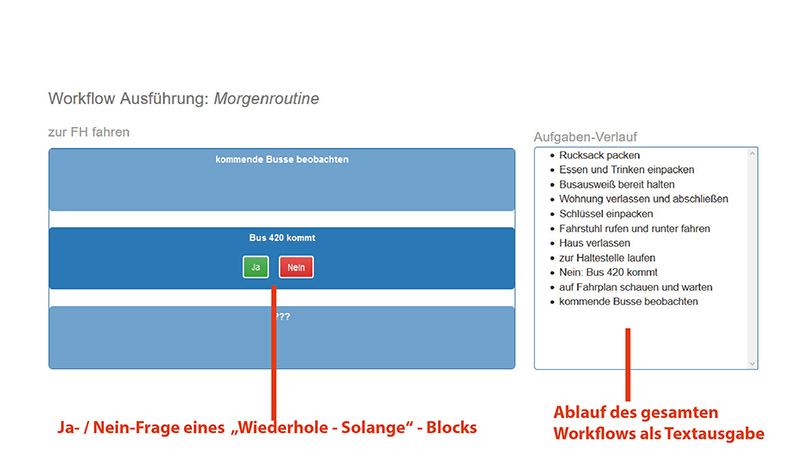 Workflow Ausführung: Morgenroutine
zur FH fahren
kommende Busse beobachten
Bus 420 kommt
Ja
Nein
???
Aufgaben-Verlauf
• Rucksack packen
• Essen und Trinken einpacken
• Busausweiß bereit halten
• Wohnung verlassen und abschließen
• Schlüssel einpacken
• Fahrstuhl rufen und runter fahren
• Haus verlassen
• zur Haltestelle laufen
• Nein: Bus 420 kommt
• auf Fahrplan schauen und warten
• kommende Busse beobachten
Ja- / Nein-Frage eines „Wiederhole - Solange“ - Blocks
Ablauf des gesamten
Workflows als Textausgabe